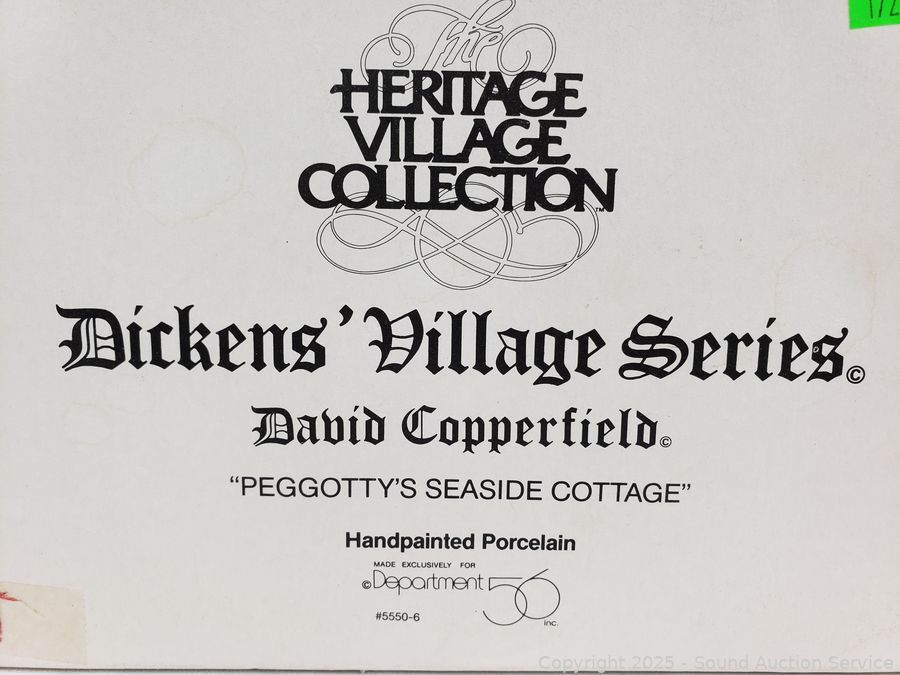 The
HERITAGE
VILLAGE
COLLECTION™
Dickens' Village Series©
David Copperfield©
“PEGGOTTY’S SEASIDE COTTAGE”
Handpainted Porcelain
MADE EXCLUSIVELY FOR
©Department 56
inc.
#5550-6
Copyright 2025 - Sound Auction Service